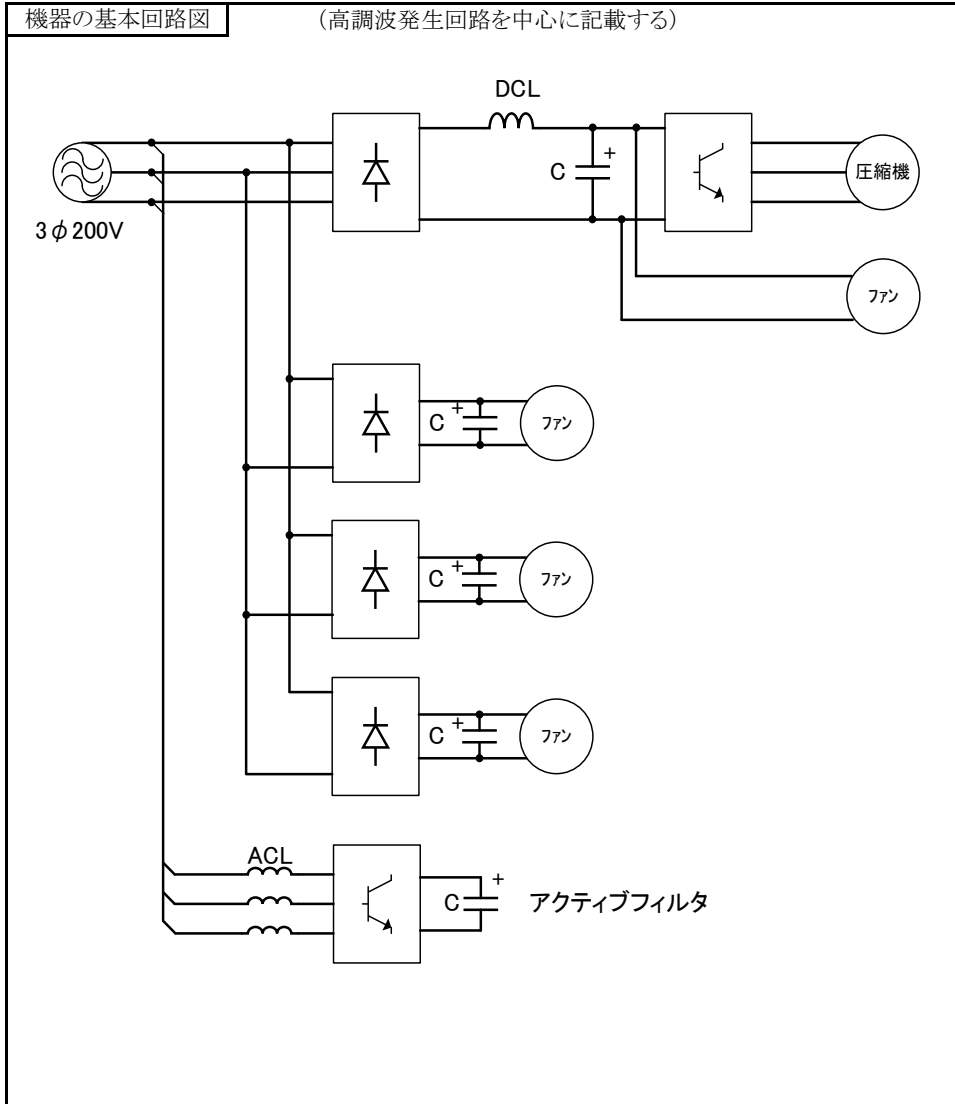 機器の基本回路図 (高調波発生回路を中心に記載する)
DCL
+
C
圧縮機
3φ200V
ファン
+
C
ファン
+
C
ファン
+
C
ファン
ACL
+
C
アクティブフィルタ